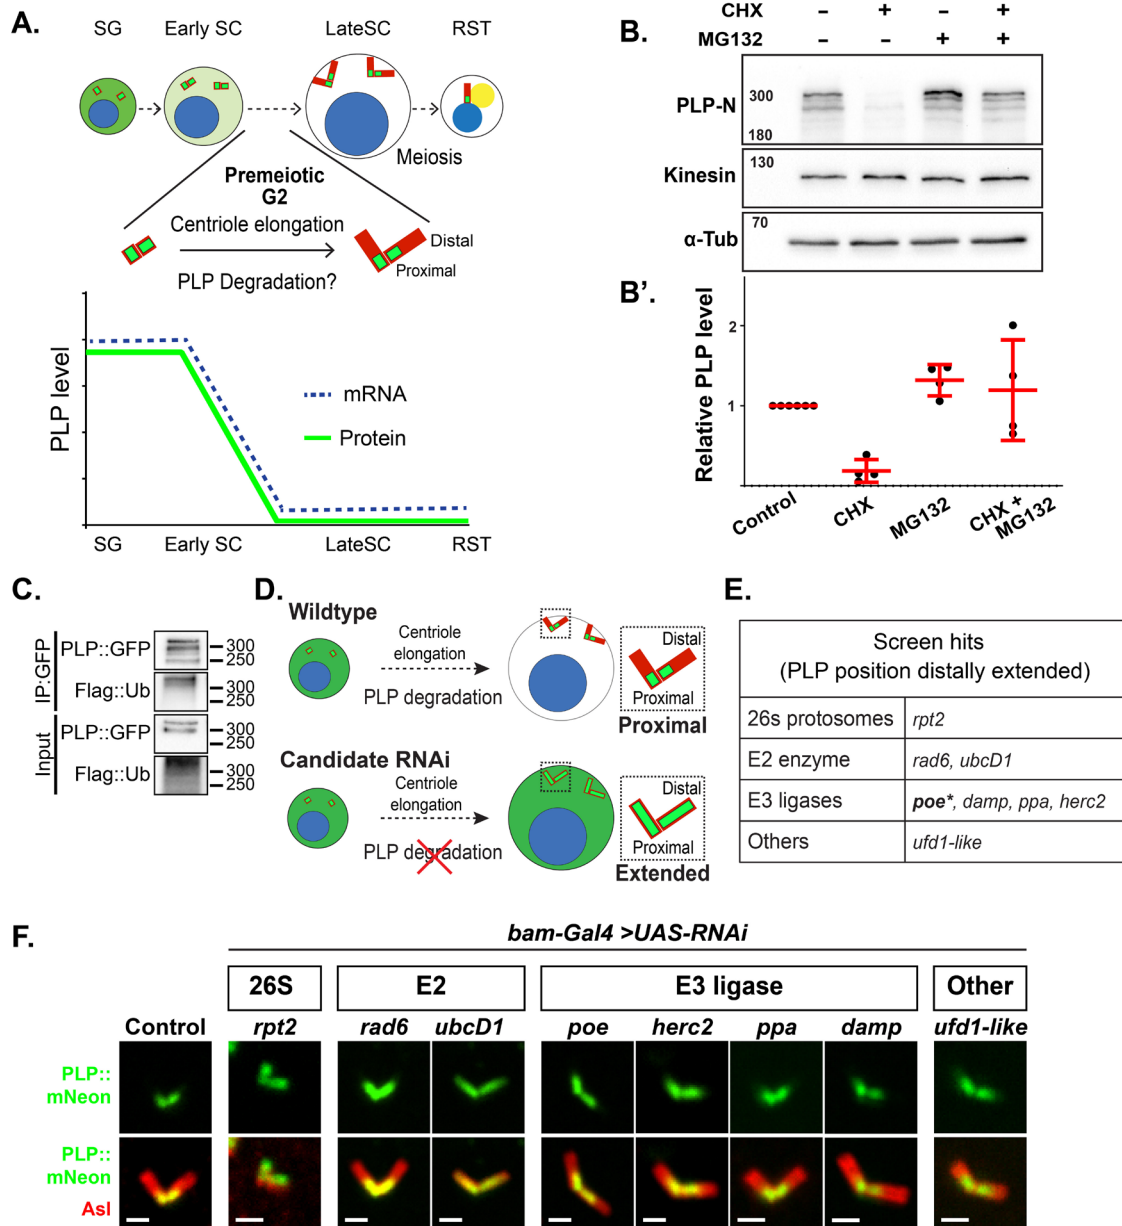 A.
SG Early SC LateSC RST
Meiosis
Premeiotic
G2
Centriole elongation
Distal
Proximal
PLP Degradation?
PLP level
mRNA
Protein
SG Early SC LateSC RST
B.
CHX – + – +
MG132 – – + +
PLP-N
300
180
Kinesin
130
α-Tub
70
B'.
Relative PLP level
2
1
Control
CHX
MG132
CHX +
MG132
C.
IP:GFP
PLP::GFP
300
250
Flag::Ub
300
250
Input
PLP::GFP
300
250
Flag::Ub
300
250
D.
Wildtype
Centriole
elongation
PLP degradation
Distal
Proximal
Proximal
Candidate RNAi
Centriole
elongation
PLP degradation
Distal
Proximal
Extended
E.
Screen hits
(PLP position distally extended)
26s protosomes rpt2
E2 enzyme rad6, ubcD1
E3 ligases poe*, damp, ppa, herc2
Others ufd1-like
F.
bam-Gal4 >UAS-RNAi
26S E2 E3 ligase Other
Control rpt2 rad6 ubcD1 poe herc2 ppa damp ufd1-like
PLP::
mNeon
PLP::
mNeon
Asl